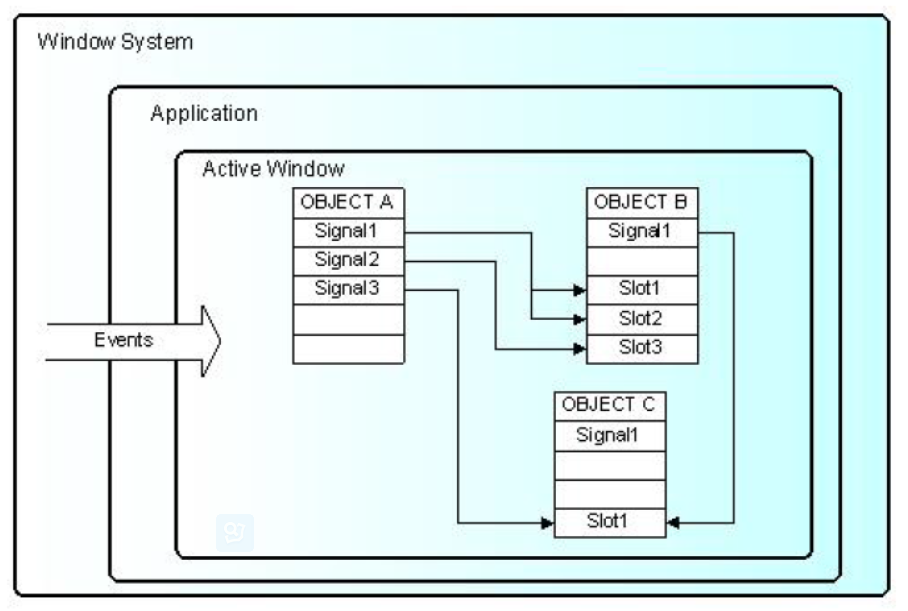 Window System
Application
Active Window
OBJECT A
Signal1
Signal2
Signal3
OBJECT B
Signal1
Slot1
Slot2
Slot3
Events
OBJECT C
Signal1
Slot1